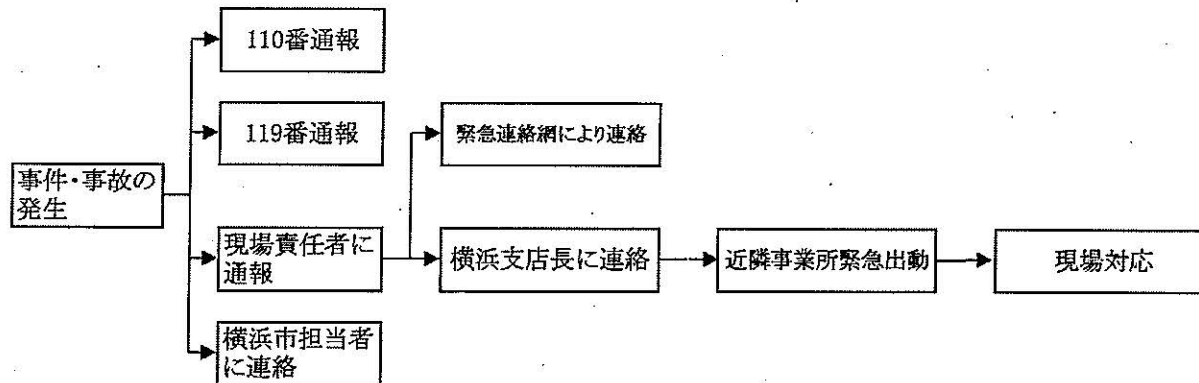 110番通報
119番通報
緊急連絡網により連絡
事件・事故の
発生
現場責任者に
通報
横浜支店長に連絡
近隣事業所緊急出動
現場対応
横浜市担当者
に連絡